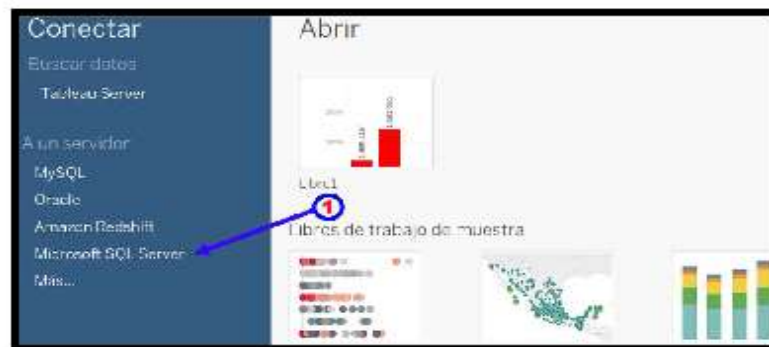 Conectar
Buscar datos
Tableau Server
A un servidor
MySQL
Oracle
Amazon Redshift
Microsoft SQL Server
Más...
Abrir
Libro1
1
Libros de trabajo de muestra